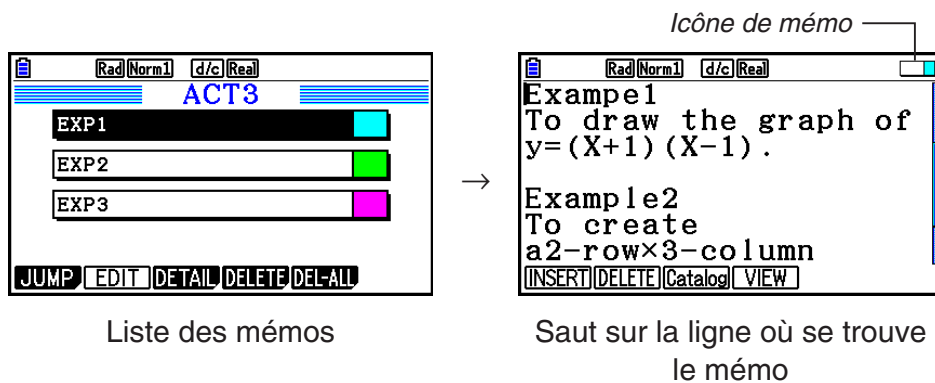 Icône de mémo
Rad Norm1 d/c Real
ACT3
EXP1
EXP2
EXP3
JUMP EDIT DETAIL DELETE DEL-ALL
Liste des mémos
→
Rad Norm1 d/c Real
Exampe1
To draw the graph of
y=(X+1)(X−1).
Example2
To create
a2−row×3−column
INSERT DELETE Catalog VIEW
Saut sur la ligne où se trouve
le mémo